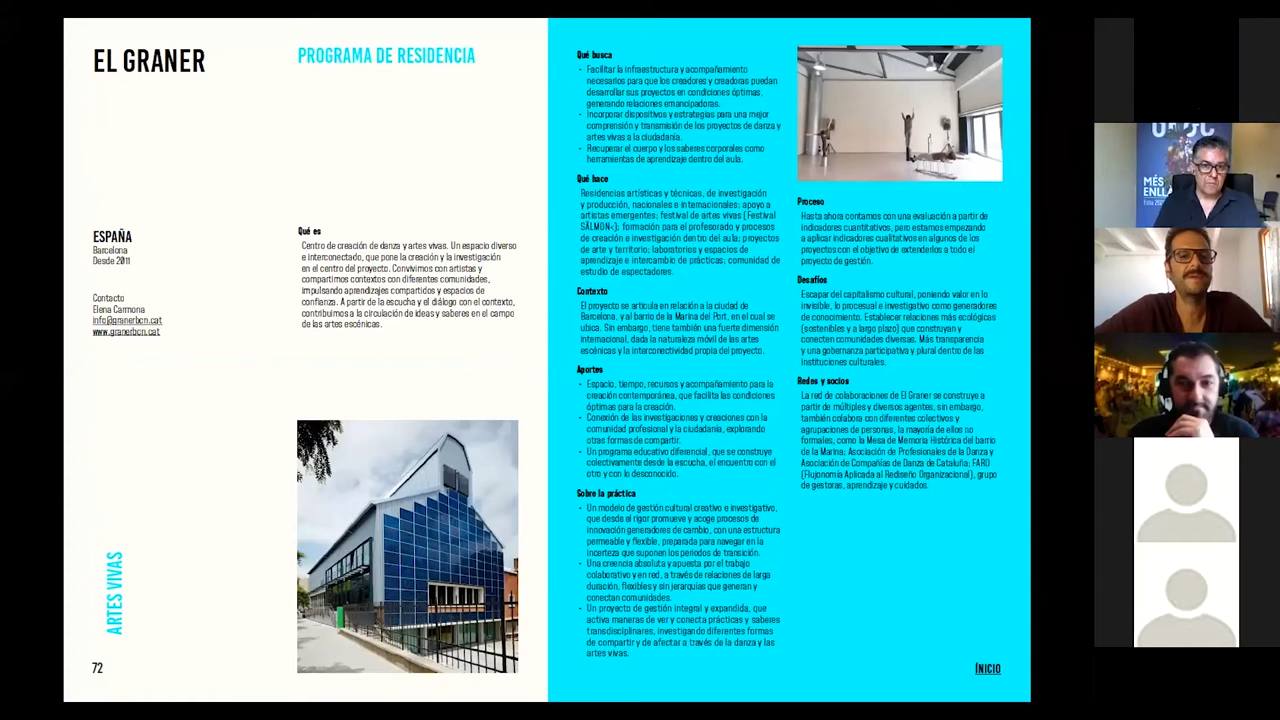 EL GRANER
PROGRAMA DE RESIDENCIA
ESPAÑA
Barcelona
Desde 2011
Contacto
Elena Carmona
info@granerbcn.cat
www.granerbcn.cat
ARTES VIVAS
72
Qué es
Centro de creación de danza y artes vivas. Un espacio diverso
e interconectado, que pone la creación y la investigación
en el centro del proyecto. Convivimos con artistas y
compartimos contextos con diferentes comunidades,
impulsando aprendizajes compartidos y espacios de
confianza. A partir de la escucha y el diálogo con el contexto,
contribuimos a la circulación de ideas y saberes en el campo
de las artes escénicas.
Qué busca
- Facilitar la infraestructura y acompañamiento
necesarios para que los creadores y creadoras puedan
desarrollar sus proyectos en condiciones óptimas,
generando relaciones emancipadoras.
- Incorporar dispositivos y estrategias para una mejor
comprensión y transmisión de los proyectos de danza y
artes vivas a la ciudadanía.
- Recuperar el cuerpo y los saberes corporales como
herramientas de aprendizaje dentro del aula.
Qué hace
Residencias artísticas y técnicas, de investigación
y producción, nacionales e internacionales; apoyo a
artistas emergentes; festival de artes vivas (Festival
SÂLMON<); formación para el profesorado y procesos
de creación e investigación dentro del aula; proyectos
de arte y territorio; laboratorios y espacios de
aprendizaje e intercambio de prácticas; comunidad de
estudio de espectadores.
Contexto
El proyecto se articula en relación a la ciudad de
Barcelona, y al barrio de la Marina del Port, en el cual se
ubica. Sin embargo, tiene también una fuerte dimensión
internacional, dada la naturaleza móvil de las artes
escénicas y la interconectividad propia del proyecto.
Aportes
- Espacio, tiempo, recursos y acompañamiento para la
creación contemporánea, que facilita las condiciones
óptimas para la creación.
- Conexión de las investigaciones y creaciones con la
comunidad profesional y la ciudadanía, explorando
otras formas de compartir.
- Un programa educativo diferencial, que se construye
colectivamente desde la escucha, el encuentro con el
otro y con lo desconocido.
Sobre la práctica
- Un modelo de gestión cultural creativo e investigativo,
que desde el rigor promueve y acoge procesos de
innovación generadores de cambio, con una estructura
permeable y flexible, preparada para navegar en la
incerteza que suponen los periodos de transición.
- Una creencia absoluta y apuesta por el trabajo
colaborativo y en red, a través de relaciones de larga
duración, flexibles y sin jerarquías que generan y
conectan comunidades.
- Un proyecto de gestión integral y expandida, que
activa maneras de ver y conecta prácticas y saberes
transdisciplinares, investigando diferentes formas
de compartir y de afectar a través de la danza y las
artes vivas.
Proceso
Hasta ahora contamos con una evaluación a partir de
indicadores cuantitativos, pero estamos empezando
a aplicar indicadores cualitativos en algunos de los
proyectos con el objetivo de extenderlos a todo el
proyecto de gestión.
Desafíos
Escapar del capitalismo cultural, poniendo valor en lo
invisible, lo procesual e investigativo como generadores
de conocimiento. Establecer relaciones más ecológicas
(sostenibles y a largo plazo) que construyan y
conecten comunidades diversas. Más transparencia
y una gobernanza participativa y plural dentro de las
instituciones culturales.
Redes y socios
La red de colaboraciones de El Graner se construye a
partir de múltiples y diversos agentes, sin embargo,
también colabora con diferentes colectivos y
agrupaciones de personas, la mayoría de ellos no
formales, como la Mesa de Memoria Histórica del barrio
de la Marina; Asociación de Profesionales de la Danza y
Asociación de Compañías de Danza de Cataluña; FARO
(Flujonomía Aplicada al Rediseño Organizacional), grupo
de gestoras, aprendizaje y cuidados.
ÍNICIO
MÉS
ENLL